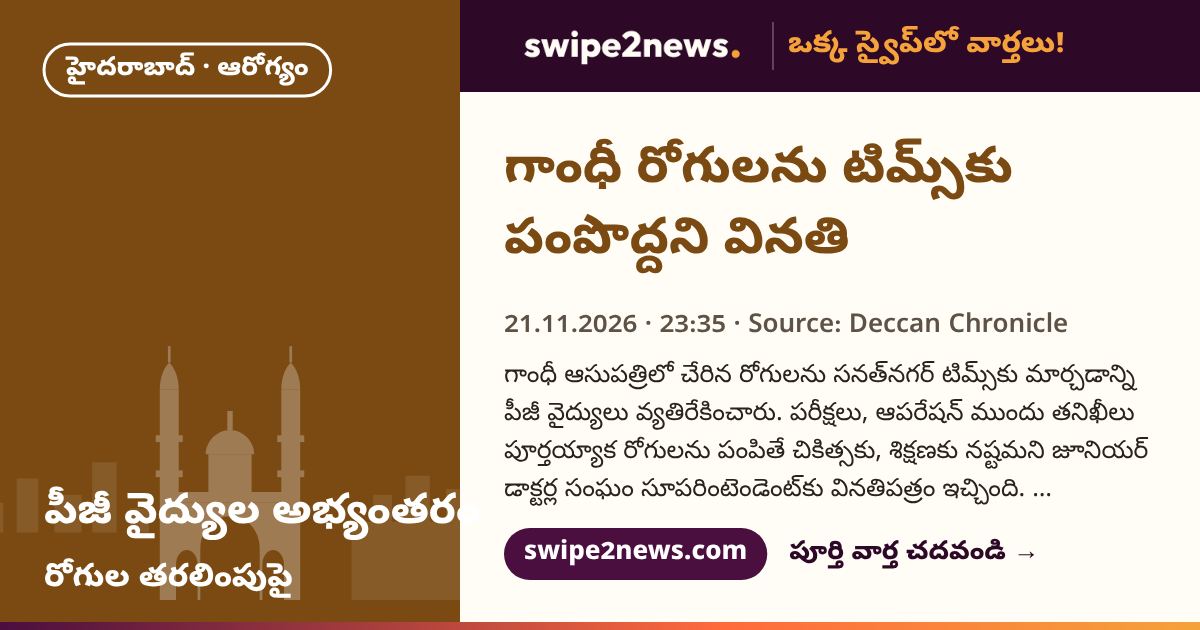 హైదరాబాద్ · ఆరోగ్యం
swipe2news.
ఒక్క స్వైప్‌లో వార్తలు!
గాంధీ రోగులను టిమ్స్‌కు
పంపొద్దని వినతి
21.11.2026 · 23:35 · Source: Deccan Chronicle
గాంధీ ఆసుపత్రిలో చేరిన రోగులను సనత్‌నగర్ టిమ్స్‌కు మార్చడాన్ని
పీజీ వైద్యులు వ్యతిరేకించారు. పరీక్షలు, ఆపరేషన్ ముందు తనిఖీలు
పూర్తయ్యాక రోగులను పంపితే చికిత్సకు, శిక్షణకు నష్టమని జూనియర్
డాక్టర్ల సంఘం సూపరింటెండెంట్‌కు వినతిపత్రం ఇచ్చింది. ...
పీజీ వైద్యుల అభ్యంతరం
రోగుల తరలింపుపై
swipe2news.com
పూర్తి వార్త చదవండి →